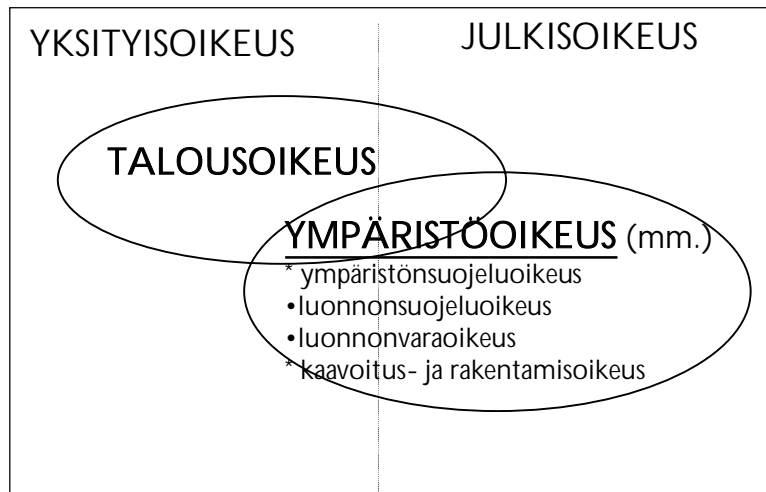 YKSITYISOIKEUS
JULKISOIKEUS
TALOUSOIKEUS
YMPÄRISTÖOIKEUS (mm.)
* ympäristönsuojeluoikeus
•luonnonsuojeluoikeus
•luonnonvaraoikeus
* kaavoitus- ja rakentamisoikeus